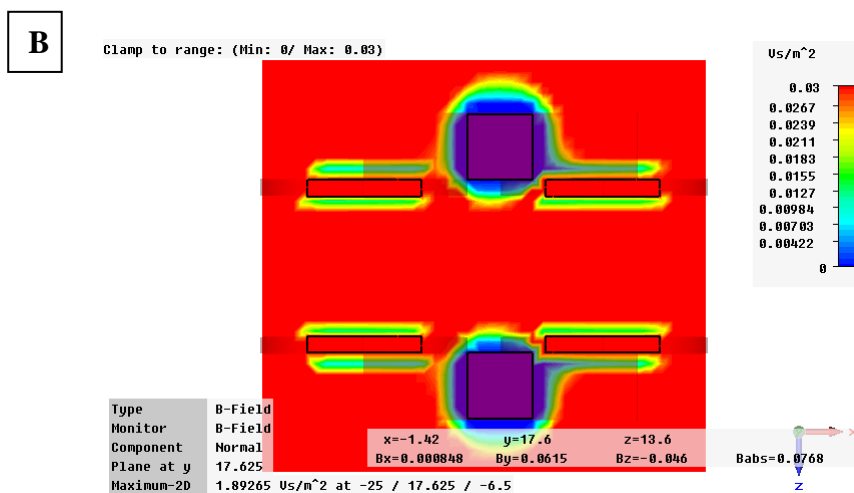 B
Clamp to range: (Min: 0/ Max: 0.03)
Vs/m^2
0.03
0.0267
0.0239
0.0211
0.0183
0.0155
0.0127
0.00984
0.00703
0.00422
0
Type B-Field
Monitor B-Field
Component Normal
Plane at y 17.625
Maximum-2D 1.89265 Vs/m^2 at -25 / 17.625 / -6.5
x=-1.42 y=17.6 z=13.6
Bx=0.000848 By=0.0615 Bz=-0.046 Babs=0.0768
x
z